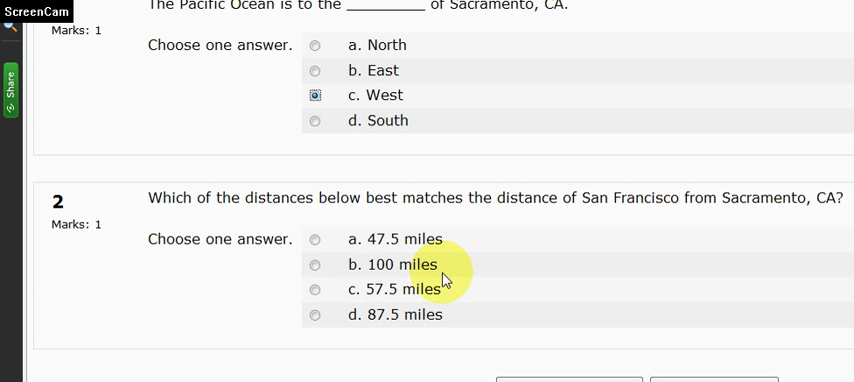 ScreenCam
The Pacific Ocean is to the __________ of Sacramento, CA.
Marks: 1
Choose one answer.
a. North
b. East
c. West
d. South
Share
2
Marks: 1
Which of the distances below best matches the distance of San Francisco from Sacramento, CA?
Choose one answer.
a. 47.5 miles
b. 100 miles
c. 57.5 miles
d. 87.5 miles